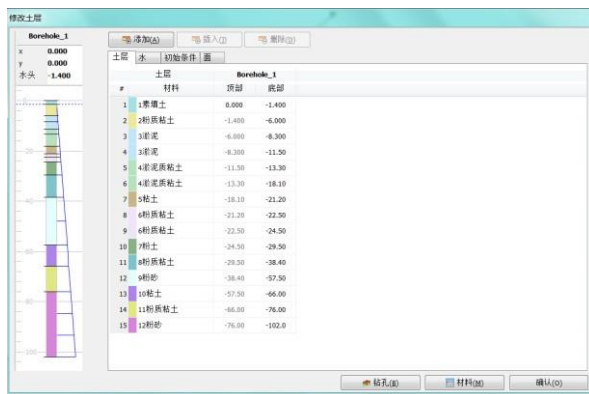 修改土层
Borehole_1
x 0.000
y 0.000
水头 -1.400
添加(A) 插入(I) 删除(D)
土层 水 初始条件 面
土层 Borehole_1
# 材料 顶部 底部
1 1素填土 0.000 -1.400
2 2粉质粘土 -1.400 -6.000
3 3淤泥 -6.000 -8.300
4 3淤泥 -8.300 -11.50
5 4淤泥质粘土 -11.50 -13.30
6 4淤泥质粘土 -13.30 -18.10
7 5粘土 -18.10 -21.20
8 6粉质粘土 -21.20 -22.50
9 6粉质粘土 -22.50 -24.50
10 7粉土 -24.50 -29.50
11 8粉质粘土 -29.50 -38.40
12 9粉砂 -38.40 -57.50
13 10粘土 -57.50 -66.00
14 11粉质粘土 -66.00 -76.00
15 12粉砂 -76.00 -102.0
-20
-40
-60
-80
-100
钻孔(B) 材料(M) 确认(O)